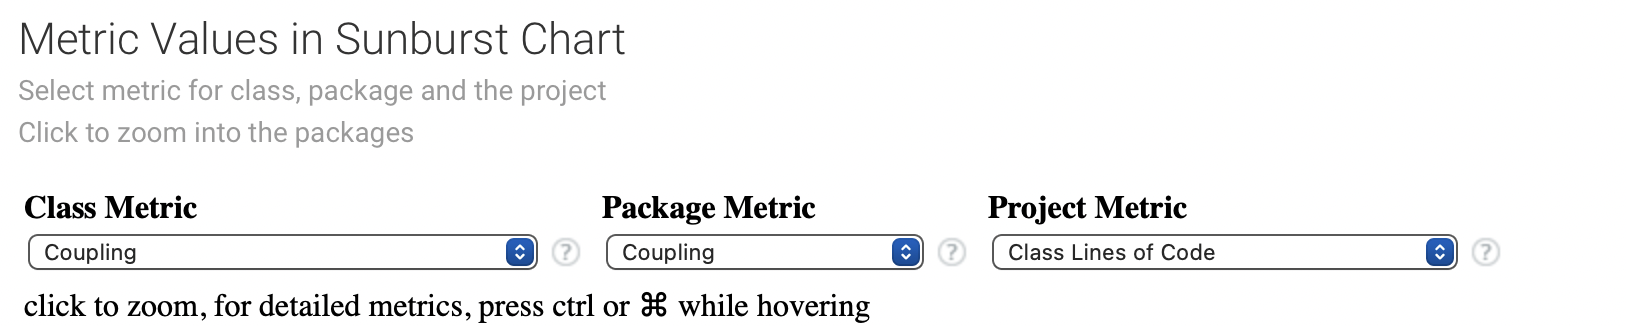 Metric Values in Sunburst Chart
Select metric for class, package and the project
Click to zoom into the packages
Class Metric Package Metric Project Metric
Coupling ? Coupling ? Class Lines of Code ?
click to zoom, for detailed metrics, press ctrl or ⌘ while hovering